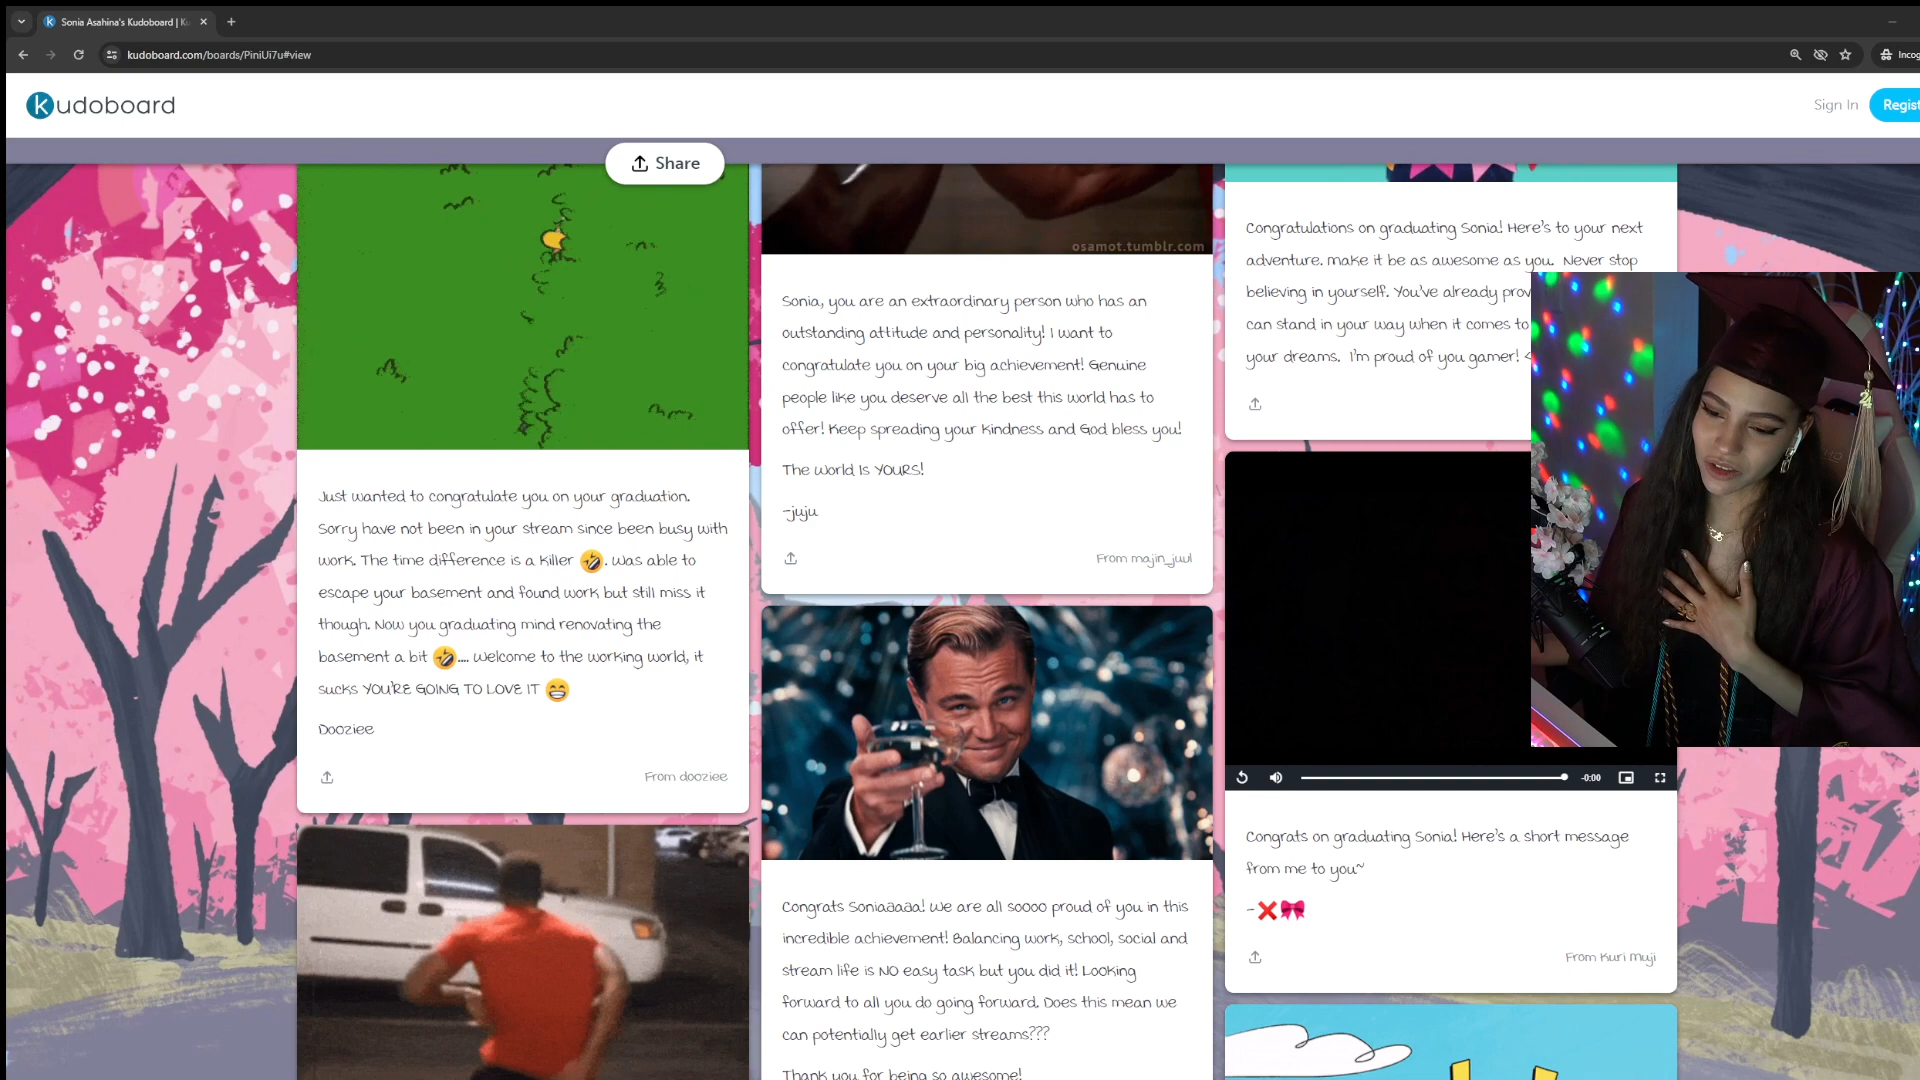 Sonia Asahina's Kudoboard | Ku
kudoboard.com/boards/PiniUi7u#view
Incog
kudoboard
Sign In
Regist
Share
Just wanted to congratulate you on your graduation.
Sorry have not been in your stream since been busy with
work. The time difference is a killer 🤣. Was able to
escape your basement and found work but still miss it
though. Now you graduating mind renovating the
basement a bit 🤣.... Welcome to the working world, it
sucks YOU'RE GOING TO LOVE IT 😁
Dooziee
From dooziee
osamot.tumblr.com
Sonia, you are an extraordinary person who has an
outstanding attitude and personality! I want to
congratulate you on your big achievement! Genuine
people like you deserve all the best this world has to
offer! Keep spreading your kindness and God bless you!
The World Is YOURS!
-juju
From majin_juul
Congrats Soniaaaaa! We are all soooo proud of you in this
incredible achievement! Balancing work, school, social and
stream life is NO easy task but you did it! Looking
forward to all you do going forward. Does this mean we
can potentially get earlier streams???
Thank you for being so awesome!
Congratulations on graduating Sonia! Here's to your next
adventure. make it be as awesome as you. Never stop
believing in yourself. You've already prov
can stand in your way when it comes to
your dreams. I'm proud of you gamer! <
-0:00
Congrats on graduating Sonia! Here's a short message
from me to you~
-❌🎀
From Kuri Muji